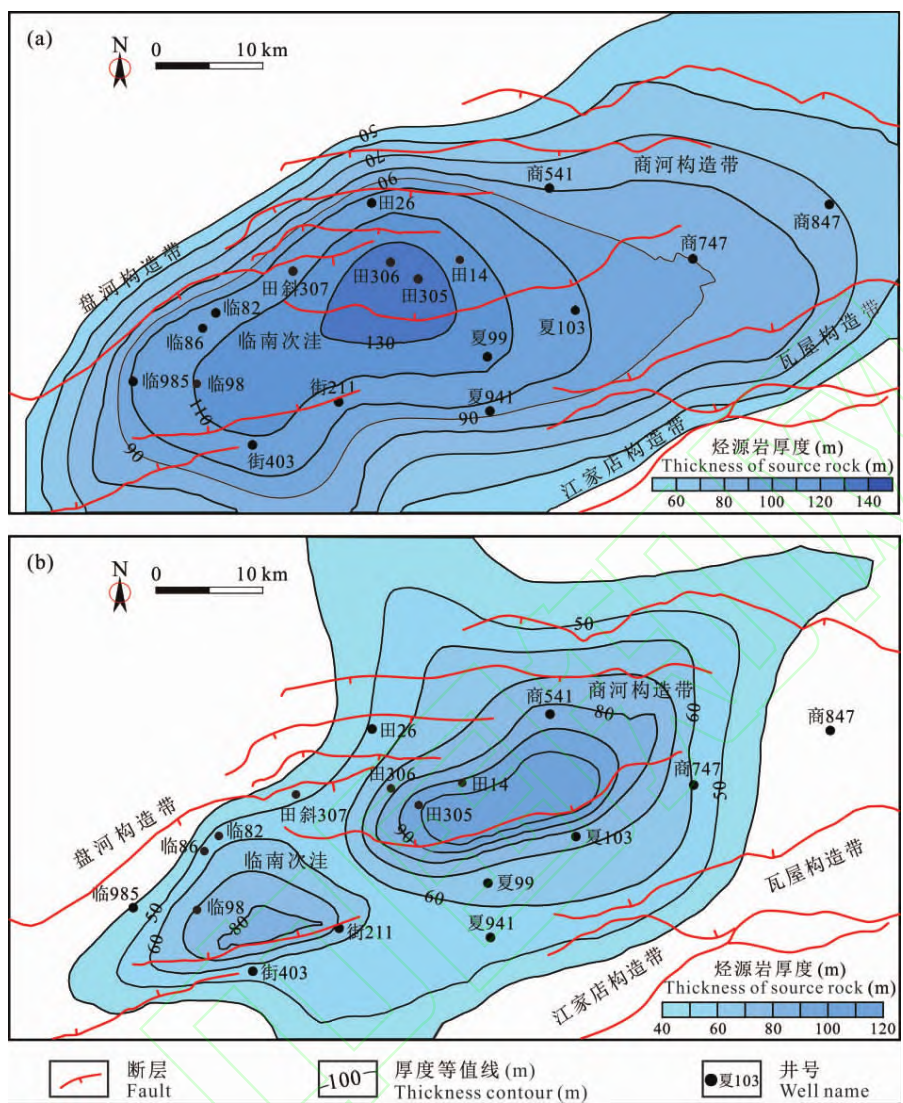 (a)
N
0 10 km
50
70
90
商河构造带
商541
田26
商847
商747
盘河构造带
田306
田14
田斜307
田305
临82
临86
临南次洼
130
夏103
夏99
瓦屋构造带
临985
临98
街211
110
夏941
90
90
街403
江家店构造带
烃源岩厚度 (m)
Thickness of source rock (m)
60 80 100 120 140
(b)
N
0 10 km
50
商河构造带
商541
80
60
田26
商847
田306
田14
商747
50
盘河构造带
田斜307
田305
90
临82
夏103
临86
临南次洼
瓦屋构造带
60
夏99
临985
50
临98
80
街211
夏941
60
街403
江家店构造带
烃源岩厚度 (m)
Thickness of source rock (m)
40 60 80 100 120
断层
Fault
100
厚度等值线 (m)
Thickness contour (m)
夏103
井号
Well name